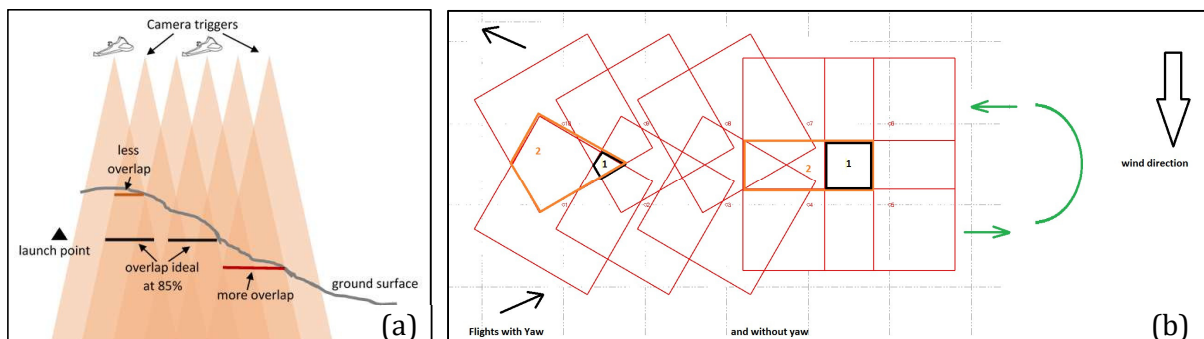 Camera triggers
less
overlap
launch point
overlap ideal
at 85%
more overlap
ground surface
(a)
2
1
2
1
wind direction
Flights with Yaw
and without yaw
(b)